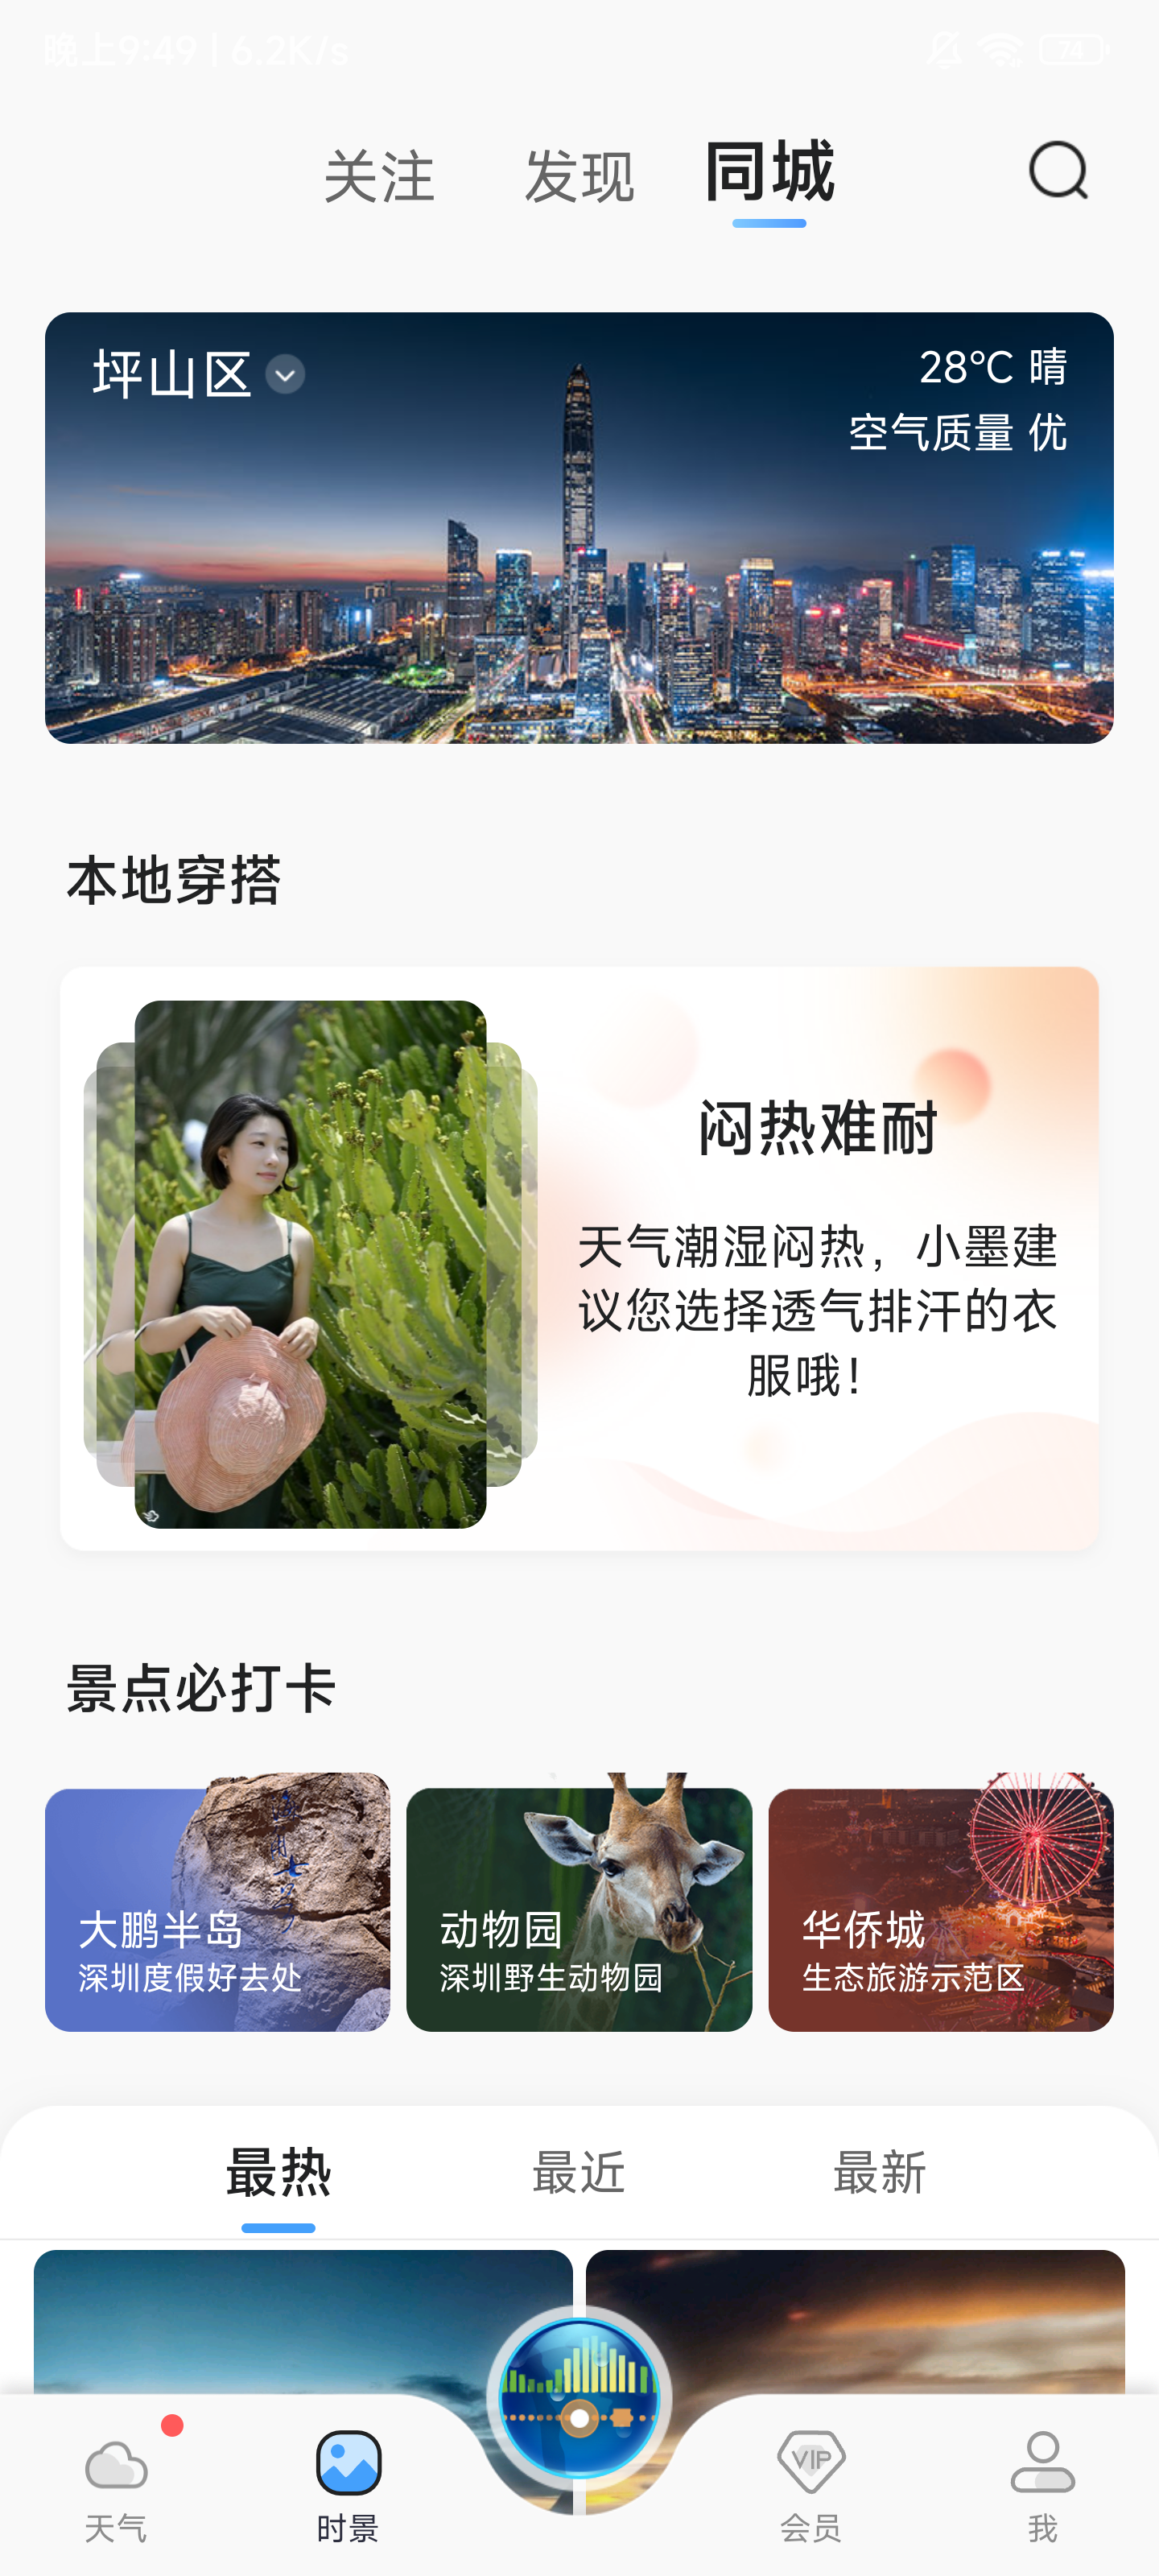 晚上9:49 | 6.2K/s
74
关注 发现 同城
坪山区
28°C 晴
空气质量 优
本地穿搭
闷热难耐
天气潮湿闷热，小墨建
议您选择透气排汗的衣
服哦！
景点必打卡
大鹏半岛
深圳度假好去处
动物园
深圳野生动物园
华侨城
生态旅游示范区
最热 最近 最新
VIP
天气 时景 会员 我